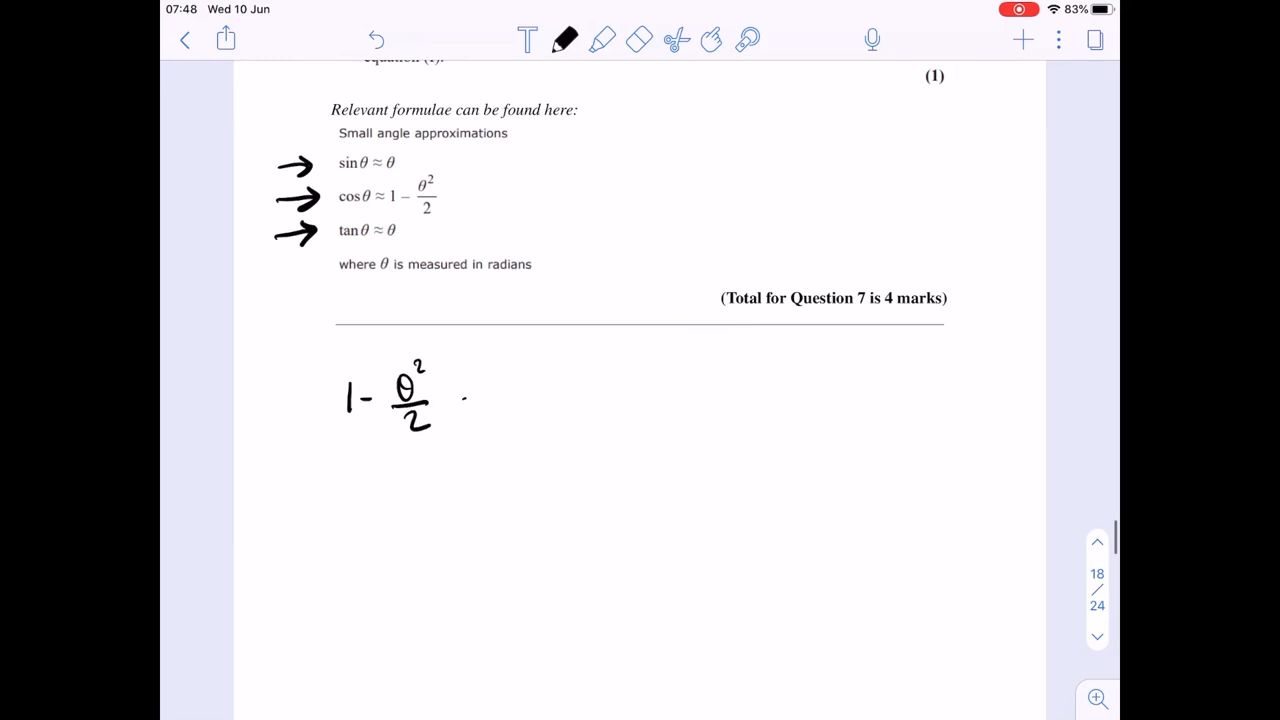 07:48 Wed 10 Jun
83%
equation (1).
(1)
Relevant formulae can be found here:
Small angle approximations
sin θ ≈ θ
cos θ ≈ 1 − θ²/2
tan θ ≈ θ
where θ is measured in radians
(Total for Question 7 is 4 marks)
1 - θ²/2
18
/
24